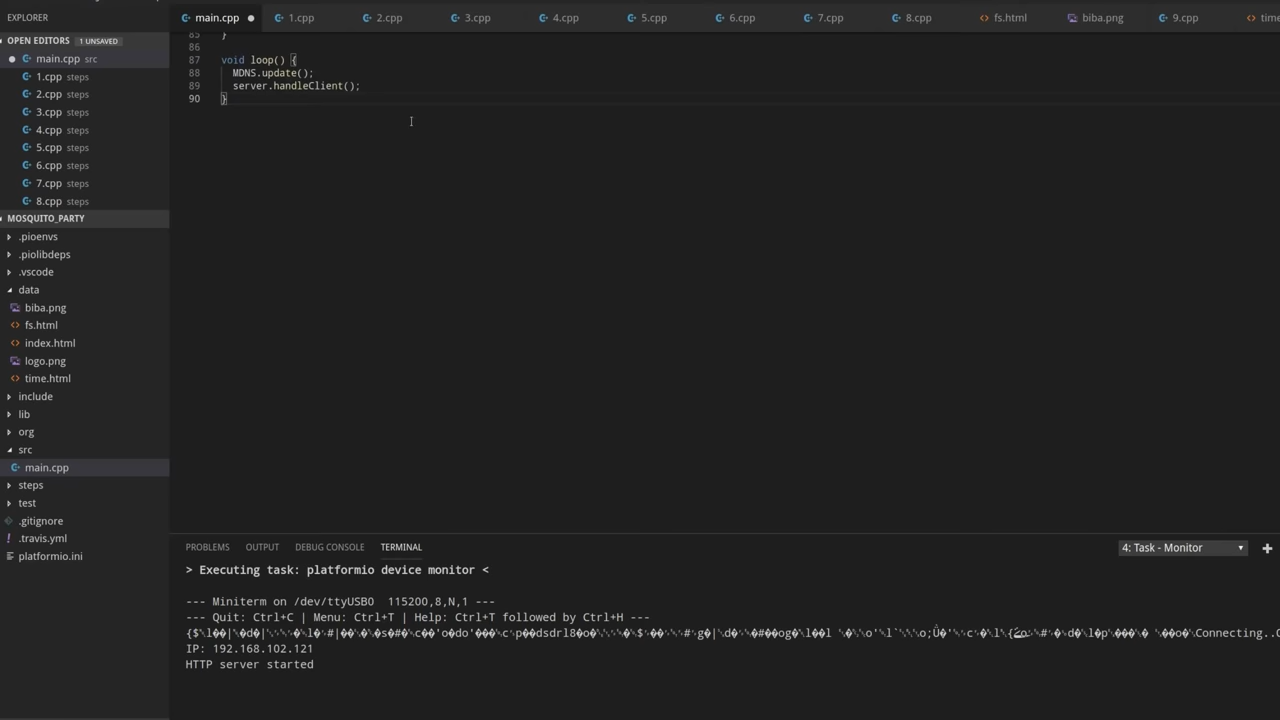 EXPLORER
OPEN EDITORS 1 UNSAVED
main.cpp src
1.cpp steps
2.cpp steps
3.cpp steps
4.cpp steps
5.cpp steps
6.cpp steps
7.cpp steps
8.cpp steps
MOSQUITO_PARTY
.pioenvs
.piolibdeps
.vscode
data
biba.png
fs.html
index.html
logo.png
time.html
include
lib
org
src
main.cpp
steps
test
.gitignore
.travis.yml
platformio.ini
main.cpp 1.cpp 2.cpp 3.cpp 4.cpp 5.cpp 6.cpp 7.cpp 8.cpp fs.html biba.png 9.cpp
85 }
86
87 void loop() {
88 MDNS.update();
89 server.handleClient();
90 }
PROBLEMS OUTPUT DEBUG CONSOLE TERMINAL 4: Task - Monitor
> Executing task: platformio device monitor <
--- Miniterm on /dev/ttyUSB0 115200,8,N,1 ---
--- Quit: Ctrl+C | Menu: Ctrl+T | Help: Ctrl+T followed by Ctrl+H ---
Connecting..
IP: 192.168.102.121
HTTP server started